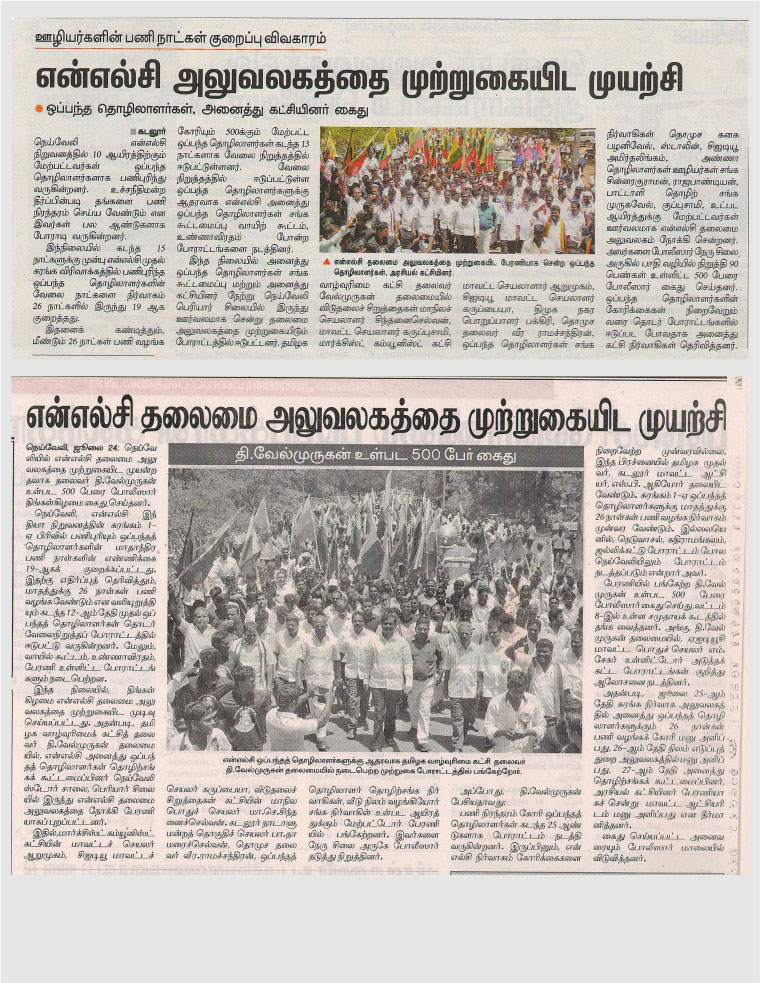 ஊழியர்களின் பணி நாட்கள் குறைப்பு விவகாரம்
என்எல்சி அலுவலகத்தை முற்றுகையிட முயற்சி
● ஒப்பந்த தொழிலாளர்கள், அனைத்து கட்சியினர் கைது
■ கடலூர்
நெய்வேலி என்எல்சி
நிறுவனத்தில் 10 ஆயிரத்திற்கும்
மேற்பட்டவர்கள் ஒப்பந்த
தொழிலாளர்களாக பணிபுரிந்து
வருகின்றனர். உச்சநீதிமன்ற
தீர்ப்பின்படி தங்களை பணி
நிரந்தரம் செய்ய வேண்டும் என
இவர்கள் பல ஆண்டுகளாக
போராடி வருகின்றனர்.
இந்நிலையில் கடந்த 15
நாட்களுக்கு முன்பு என்எல்சி முதல்
சுரங்க விரிவாக்கத்தில் பணிபுரிந்த
ஒப்பந்த தொழிலாளர்களின்
வேலை நாட்களை நிர்வாகம்
26 நாட்களில் இருந்து 19 ஆக
குறைத்தது.
இதனைக் கண்டித்தும்,
மீண்டும் 26 நாட்கள் பணி வழங்க
கோரியும் 500க்கும் மேற்பட்ட
ஒப்பந்த தொழிலாளர்கள் கடந்த 13
நாட்களாக வேலை நிறுத்தத்தில்
ஈடுபட்டுள்ளனர். வேலை
நிறுத்தத்தில் ஈடுபட்டுள்ள
ஒப்பந்த தொழிலாளர்களுக்கு
ஆதரவாக என்எல்சி அனைத்து
ஒப்பந்த தொழிலாளர்கள் சங்க
கூட்டமைப்பு வாயிற் கூட்டம்,
உண்ணாவிரதம் போன்ற
போராட்டங்களை நடத்தினர்.
இந்த நிலையில் அனைத்து
ஒப்பந்த தொழிலாளர்கள் சங்க
கூட்டமைப்பு மற்றும் அனைத்து
கட்சியினர் நேற்று நெய்வேலி
பெரியார் சிலையில் இருந்து
ஊர்வலமாக சென்று தலைமை
அலுவலகத்தை முற்றுகையிடும்
போராட்டத்தில் ஈடுபட்டனர். தமிழக
▲ என்எல்சி தலைமை அலுவலகத்தை முற்றுகையிட பேரணியாக சென்ற ஒப்பந்த
தொழிலாளர்கள், அரசியல் கட்சியினர்.
வாழ்வுரிமை கட்சி தலைவர்
வேல்முருகன் தலைமையில்
விடுதலைச் சிறுத்தைகள் மாநிலச்
செயலாளர் சிந்தனைசெல்வன்,
மாவட்ட செயலாளர் கருப்புசாமி,
மார்க்சிஸ்ட் கம்யூனிஸ்ட் கட்சி
மாவட்ட செயலாளர் ஆறுமுகம்,
சிஐடியூ மாவட்ட செயலாளர்
கருப்பையா, திமுக நகர
பொறுப்பாளர் பக்கிரி, தொமுச
தலைவர் வீர ராமச்சந்திரன்,
ஒப்பந்த தொழிலாளர்கள் சங்க
நிர்வாகிகள் தொமுச கனக
பழனிவேல், ஸ்டாலின், சிஐடியூ
அமிர்தலிங்கம், அண்ணா
தொழிலாளர்கள் ஊழியர்கள் சங்க
சின்னரகுராமன், ராஜபாண்டியன்,
பாட்டாளி தொழிற் சங்க
முருகவேல், குப்புசாமி, உட்பட
ஆயிரத்துக்கு மேற்பட்டவர்கள்
ஊர்வலமாக என்எல்சி தலைமை
அலுவலகம் நோக்கி சென்றனர்.
அவர்களை போலீசார் நேரு சிலை
அருகில் பாதி வழியில் நிறுத்தி 90
பெண்கள் உள்ளிட்ட 500 பேரை
போலீசார் கைது செய்தனர்.
ஒப்பந்த தொழிலாளர்களின்
கோரிக்கைகள் நிறைவேறும்
வரை தொடர் போராட்டங்களில்
ஈடுபட போவதாக அனைத்து
கட்சி நிர்வாகிகள் தெரிவித்தனர்.
என்எல்சி தலைமை அலுவலகத்தை முற்றுகையிட முயற்சி
தி.வேல்முருகன் உள்பட 500 பேர் கைது
நெய்வேலி, ஜூலை 24: நெய்வே
லியில் என்எல்சி தலைமை அலு
வலகத்தை முற்றுகையிட முயன்ற
தவாக தலைவர் தி.வேல்முருகன்
உள்பட 500 பேரை போலீஸார்
திங்கள்கிழமை கைது செய்தனர்.
நெய்வேலி, என்எல்சி இந்
தியா நிறுவனத்தின் சுரங்கம் 1-
ஏ பிரிவில் பணிபுரியும் ஒப்பந்தத்
தொழிலாளர்களின் மாதாந்திர
பணி நாள்களின் எண்ணிக்கை
19-ஆகக் குறைக்கப்பட்டது.
இதற்கு எதிர்ப்புத் தெரிவித்தும்,
மாதத்துக்கு 26 நாள்கள் பணி
வழங்க வேண்டும் என வலியுறுத்தி
யும் கடந்த 12-ஆம் தேதி முதல் ஒப்
பந்தத் தொழிலாளர்கள் தொடர்
வேலைநிறுத்தப் போராட்டத்தில்
ஈடுபட்டு வருகின்றனர். மேலும்,
வாயில் கூட்டம், உண்ணாவிரதம்,
பேரணி உள்ளிட்ட போராட்டங்க
ளும் நடைபெற்றன.
இந்த நிலையில், திங்கள்
கிழமை என்எல்சி தலைமை அலு
வலகத்தை முற்றுகையிட முடிவு
செய்யப்பட்டது. அதன்படி, தமி
ழக வாழ்வுரிமைக் கட்சித் தலை
வர் தி.வேல்முருகன் தலைமை
யில், என்எல்சி அனைத்து ஒப்பந்
தத் தொழிலாளர்கள் தொழிற்சங்
கக் கூட்டமைப்பினர் நெய்வேலி
ஸ்டோர் சாலை, பெரியார் சிலை
யில் இருந்து என்எல்சி தலைமை
அலுவலகத்தை நோக்கி பேரணி
யாகப் புறப்பட்டனர்.
இதில், மார்க்சிஸ்ட் கம்யூனிஸ்ட்
கட்சியின் மாவட்டச் செயலர்
ஆறுமுகம், சிஐடியூ மாவட்டச்
என்எல்சி ஒப்பந்தத் தொழிலாளர்களுக்கு ஆதரவாக தமிழக வாழ்வுரிமைக் கட்சி தலைவர்
தி.வேல்முருகன் தலைமையில் நடைபெற்ற முற்றுகை போராட்டத்தில் பங்கேற்றோர்.
செயலர் கருப்பையா, விடுதலைச்
சிறுத்தைகள் கட்சியின் மாநில
பொதுச் செயலர் மா.செ.சிந்த
னைச்செல்வன், கடலூர் நாடாளு
மன்றத் தொகுதிச் செயலர் பா.தா
மரைச்செல்வன், தொமுச தலை
வர் வீர.ராமச்சந்திரன், ஒப்பந்தத்
தொழிலாளர் தொழிற்சங்க நிர்
வாகிகள், வீடு நிலம் வழங்கியோர்
சங்க நிர்வாகிகள் உள்பட ஆயிரத்
துக்கும் மேற்பட்டோர் பேரணி
யில் பங்கேற்றனர். இவர்களை
நேரு சிலை அருகே போலீஸார்
தடுத்து நிறுத்தினர்.
அப்போது, தி.வேல்முருகன்
பேசியதாவது:
பணி நிரந்தரம் கோரி ஒப்பந்தத்
தொழிலாளர்கள் கடந்த 25 ஆண்
டுகளாக போராட்டம் நடத்தி
வருகின்றனர். இருப்பினும், என்
எல்சி நிர்வாகம் கோரிக்கைகளை
நிறைவேற்ற முன்வரவில்லை.
இந்தப் பிரச்னையில் தமிழக முதல்
வர், கடலூர் மாவட்ட ஆட்சி
யர், எஸ்.பி. ஆகியோர் தலையிட
வேண்டும். சுரங்கம் 1-ஏ ஒப்பந்தத்
தொழிலாளர்களுக்கு மாதத்துக்கு
26 நாள்கள் பணி வழங்க நிர்வாகம்
முன்வர வேண்டும். இல்லையெ
னில், நெடுவாசல், கதிராமங்கலம்,
ஜல்லிக்கட்டு போராட்டம் போல
நெய்வேலியிலும் போராட்டம்
நடத்தப்படும் என்றார் அவர்.
பேரணியில் பங்கேற்ற தி.வேல்
முருகன் உள்பட 500 பேரை
போலீஸார் கைது செய்து, வட்டம்
8-இல் உள்ள சமுதாயக் கூடத்தில்
தங்க வைத்தனர். அங்கு, தி.வேல்
முருகன் தலைமையில், ஏஐடியூசி
மாவட்ட பொதுச் செயலர் எம்.
சேகர் உள்ளிட்டோர் அடுத்தக்
கட்ட போராட்டங்கள் குறித்து
ஆலோசனை நடத்தினர்.
அதன்படி, ஜூலை 25-ஆம்
தேதி சுரங்க நிர்வாக அலுவலகத்
தில் அனைத்து ஒப்பந்தத் தொழி
லாளர்களும் 26 நாள்கள்
பணி வழங்கக் கோரி மனு அளிப்
பது, 26-ஆம் தேதி நிலம் எடுப்புத்
துறை அலுவலகத்தில் மனு அளிப்
பது, 27-ஆம் தேதி அனைத்து
தொழிற்சங்கக் கூட்டமைப்பினர்,
அரசியல் கட்சியினர் பேரணியா
கச் சென்று மாவட்ட ஆட்சியரி
டம் மனு அளிப்பது என தீர்மா
னித்தனர்.
கைது செய்யப்பட்ட அனைவ
ரையும் போலீஸார் மாலையில்
விடுவித்தனர்.